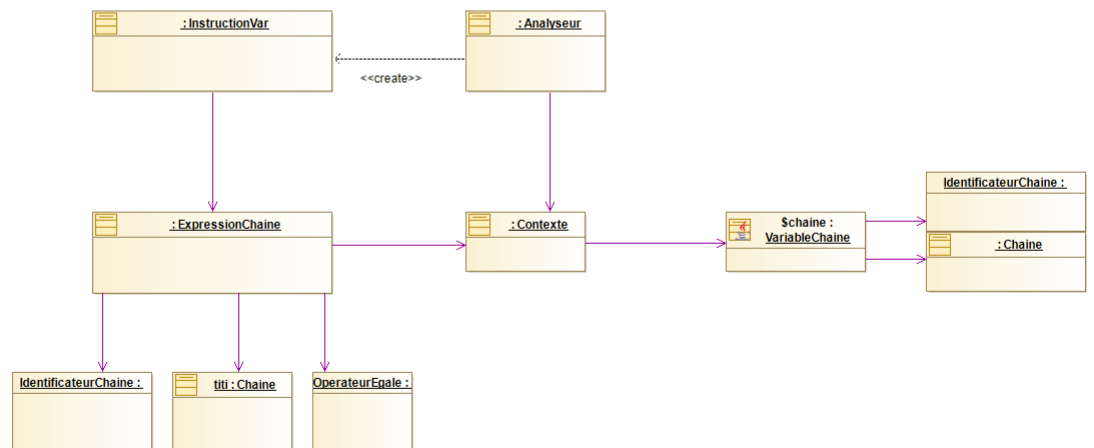 : InstructionVar
: Analyseur
<<create>>
IdentificateurChaine :
: ExpressionChaine
: Contexte
$chaine :
VariableChaine
: Chaine
IdentificateurChaine :
titi : Chaine
OperateurEgale :